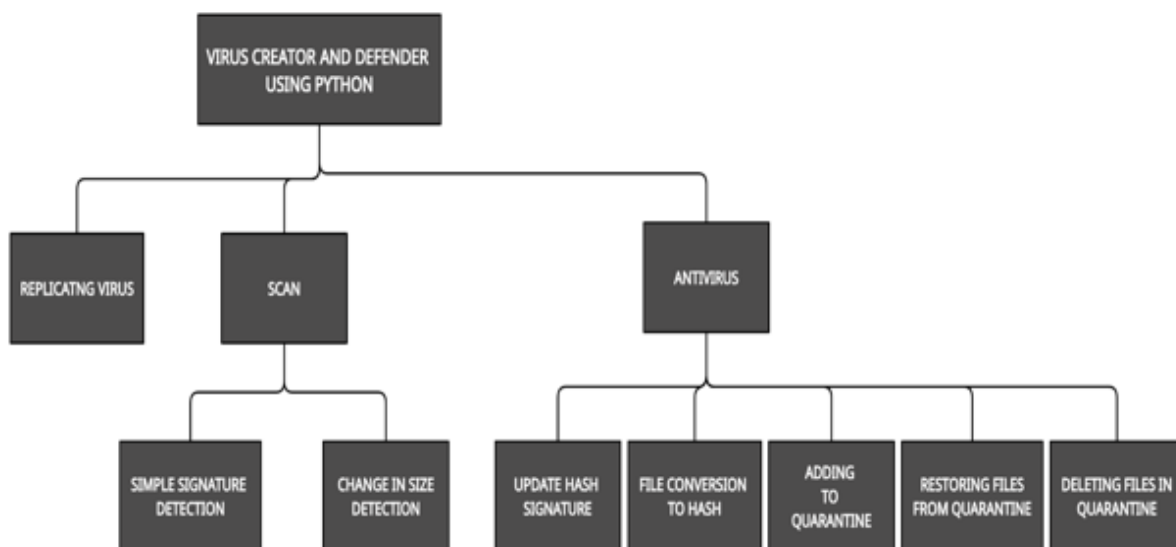 VIRUS CREATOR AND DEFENDER
USING PYTHON
REPLICATNG VIRUS
SCAN
ANTIVIRUS
SIMPLE SIGNATURE
DETECTION
CHANGE IN SIZE
DETECTION
UPDATE HASH
SIGNATURE
FILE CONVERSION
TO HASH
ADDING
TO
QUARANTINE
RESTORING FILES
FROM QUARANTINE
DELETING FILES IN
QUARANTINE